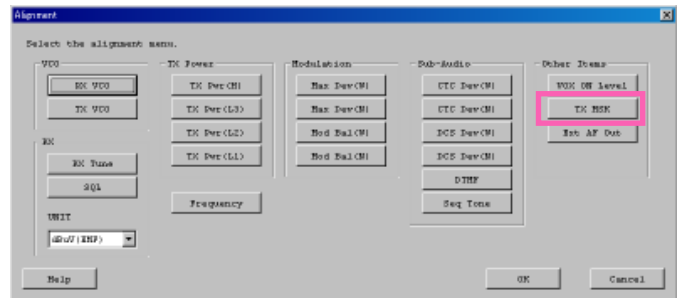 Alignment
Select the alignment menu.
VCO
RX VCO
TX VCO
RX
RX Tune
SQL
UNIT
dBuV(EMF)
TX Power
TX Pwr(H)
TX Pwr(L3)
TX Pwr(L2)
TX Pwr(L1)
Frequency
Modulation
Max Dev(W)
Max Dev(N)
Mod Bal(W)
Mod Bal(N)
Sub-Audio
CTC Dev(W)
CTC Dev(N)
DCS Dev(W)
DCS Dev(N)
DTMF
Seq Tone
Other Items
VOX ON Level
TX MSK
Ext AF Out
Help
OK
Cancel